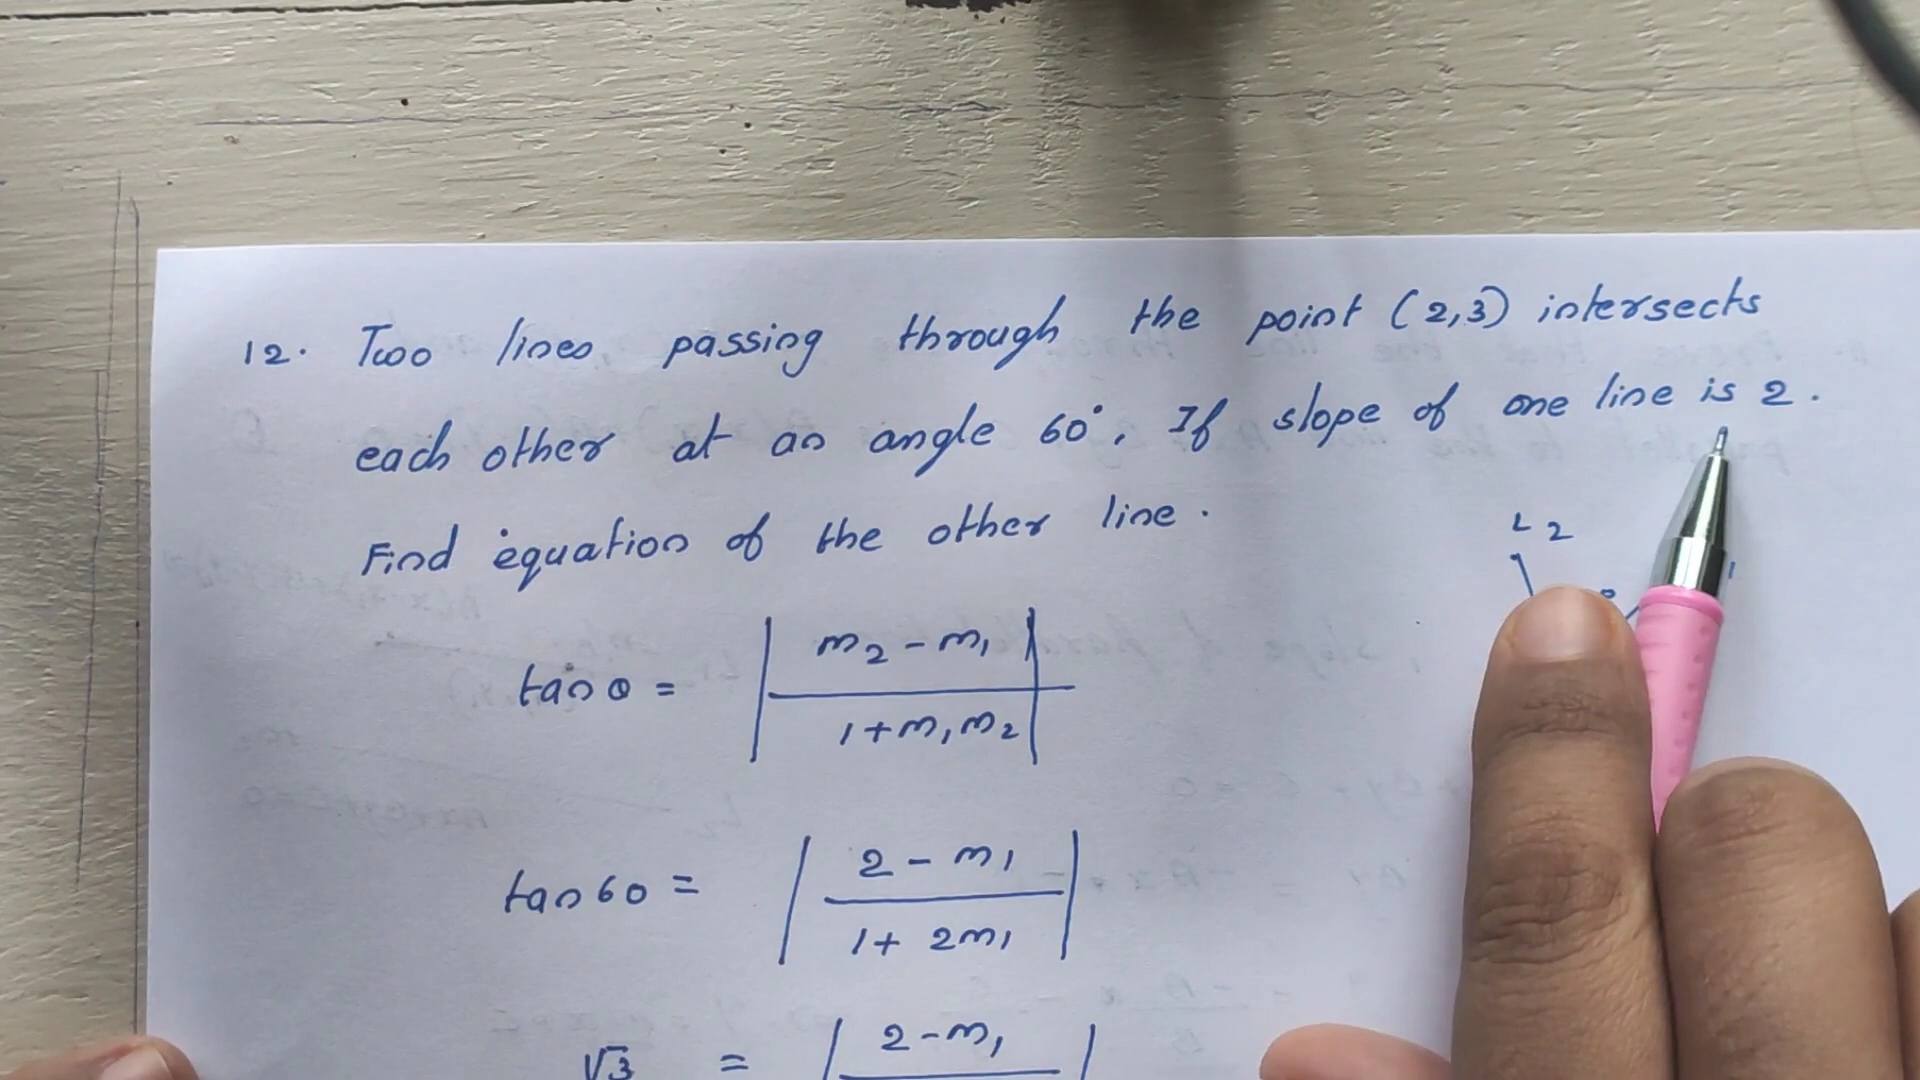 12. Two lines passing through the point (2,3) intersects
each other at an angle 60°. If slope of one line is 2.
Find equation of the other line.
L2
tan θ = | m2 - m1 / 1 + m1 m2 |
tan 60 = | 2 - m1 / 1 + 2m1 |
√3 = | 2 - m1